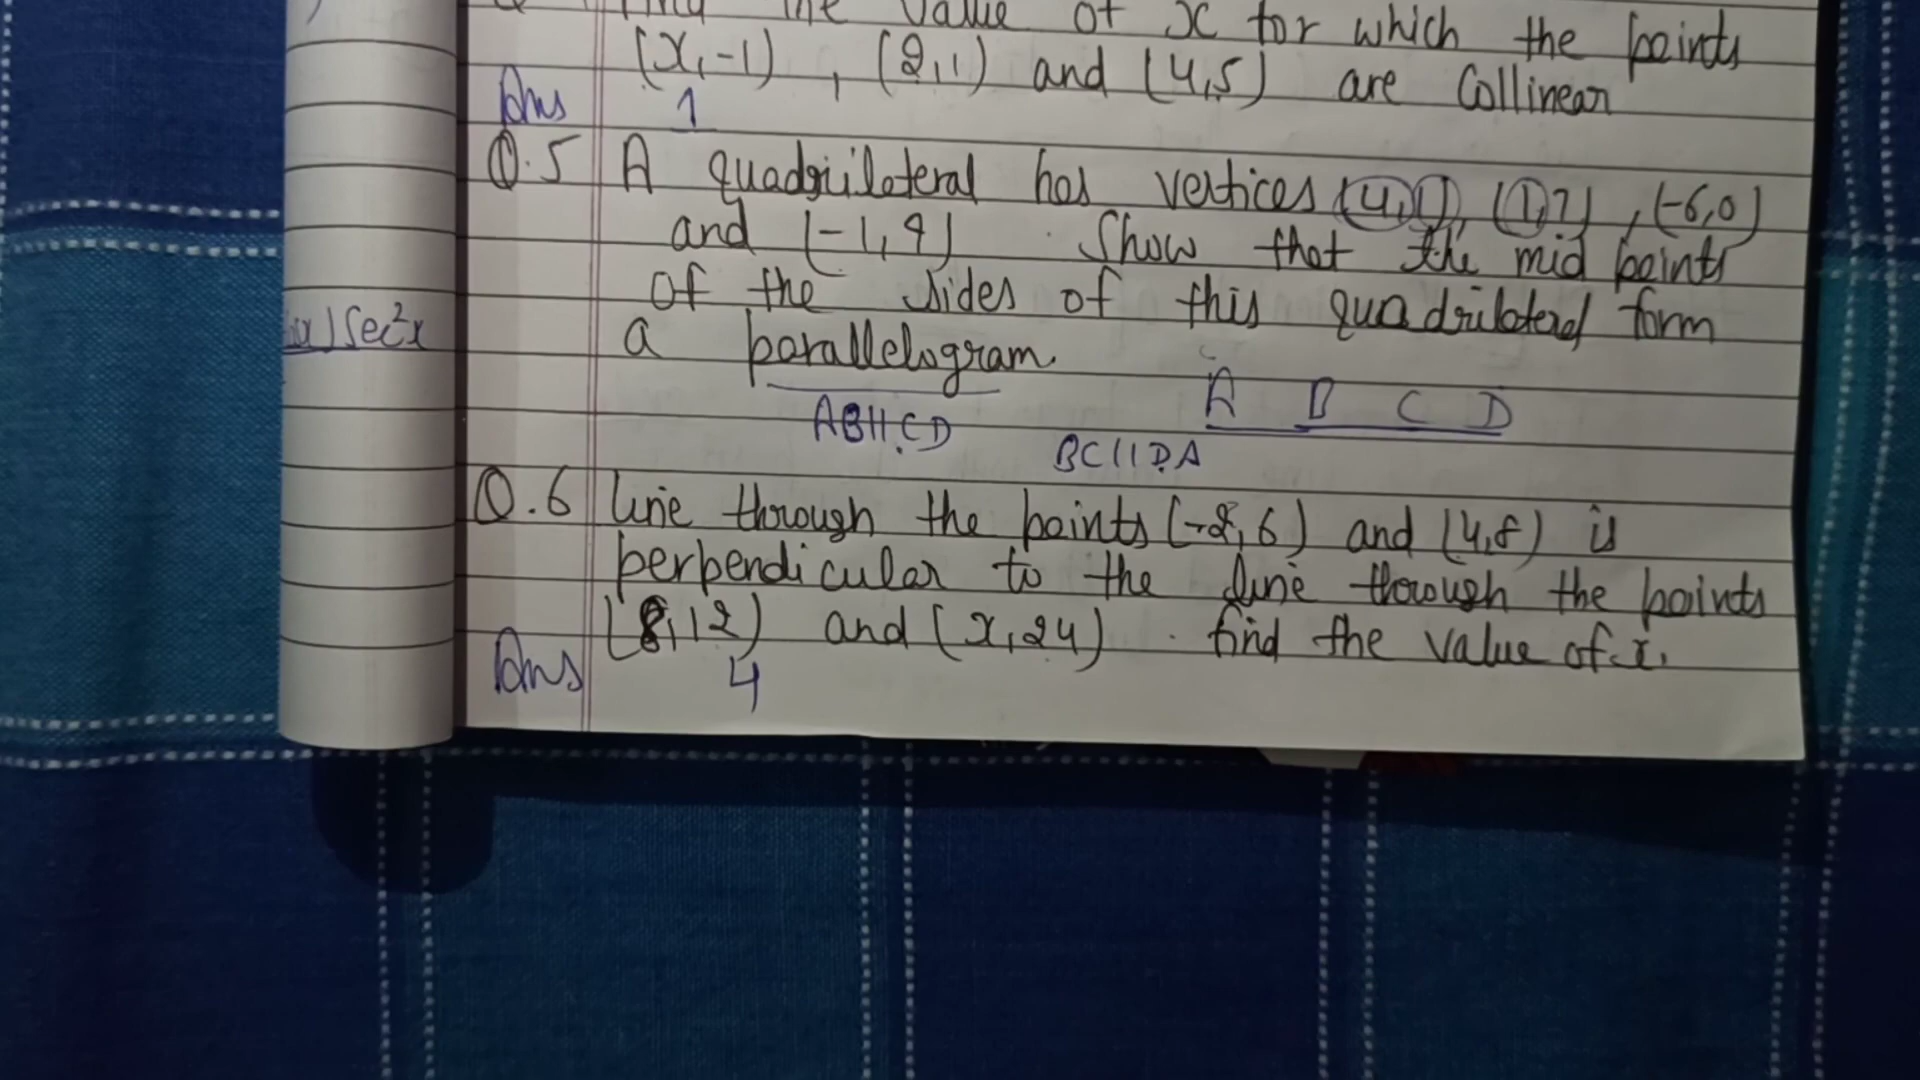 the value of x for which the points
(x,-1) , (2,1) and (4,5) are Collinear
Ans 1
Q.5 A quadrilateral has vertices (4,1), (1,7) , (-6,0)
and (-1,9) . Show that the mid points
of the sides of this quadrilateral form
a parallelogram.
sec²x
A B C D
AB||CD
BC||DA
Q.6 line through the points (-2,6) and (4,8) is
perpendicular to the line through the points
(8,12) and (x,24) . find the value of x.
Ans 4